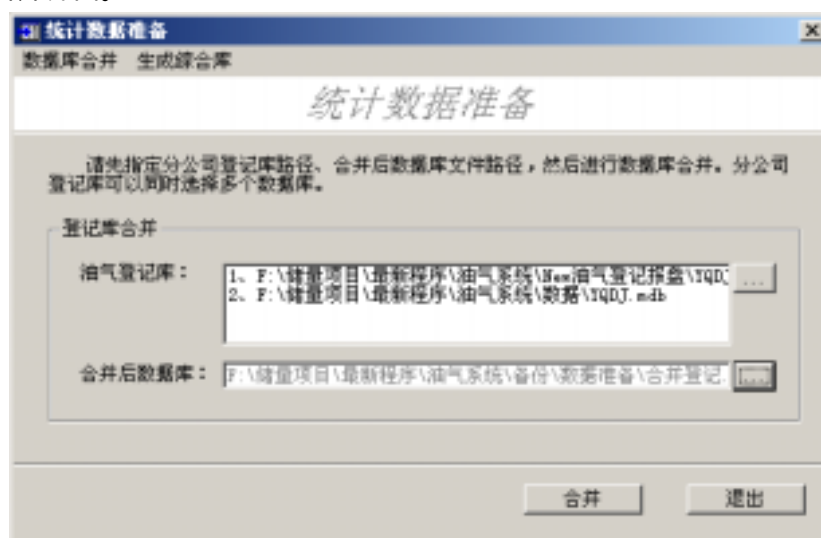 统计数据准备
数据库合并 生成综合库
统计数据准备
请先指定分公司登记库路径、合并后数据库文件路径，然后进行数据库合并。分公司
登记库可以同时选择多个数据库。
登记库合并
油气登记库：
1、F:\储量项目\最新程序\油气系统\New油气登记报盘\YQDJ
...
2、F:\储量项目\最新程序\油气系统\数据\YQDJ.mdb
合并后数据库：
F:\储量项目\最新程序\油气系统\备份\数据准备\合并登记.
...
合并 退出